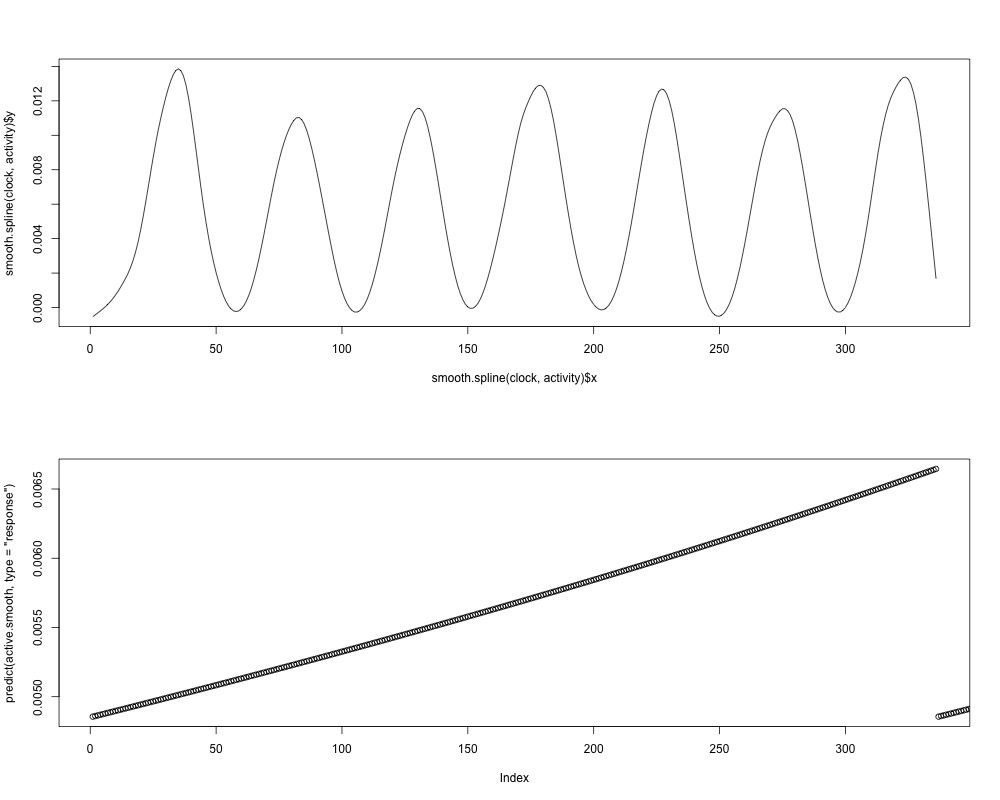 smooth.spline(clock, activity)$y
0.012
0.008
0.004
0.000
0 50 100 150 200 250 300
smooth.spline(clock, activity)$x
predict(active.smooth, type = "response")
0.0065
0.0060
0.0055
0.0050
0 50 100 150 200 250 300
Index